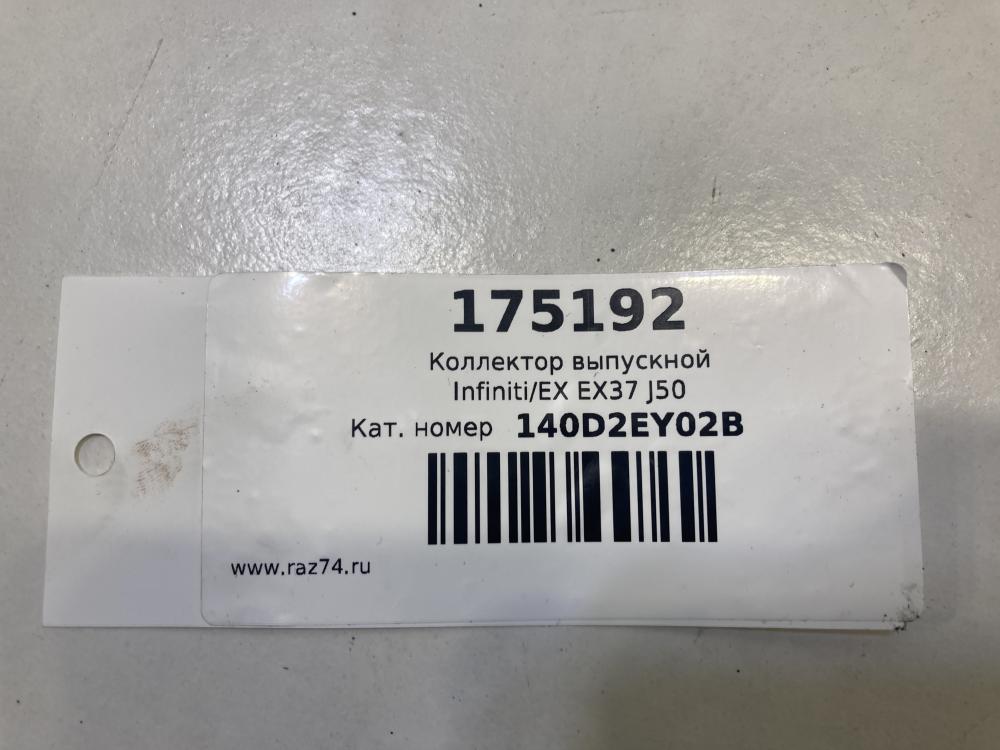 175192
Коллектор выпускной
Infiniti/EX EX37 J50
Кат. номер 140D2EY02B
www.raz74.ru